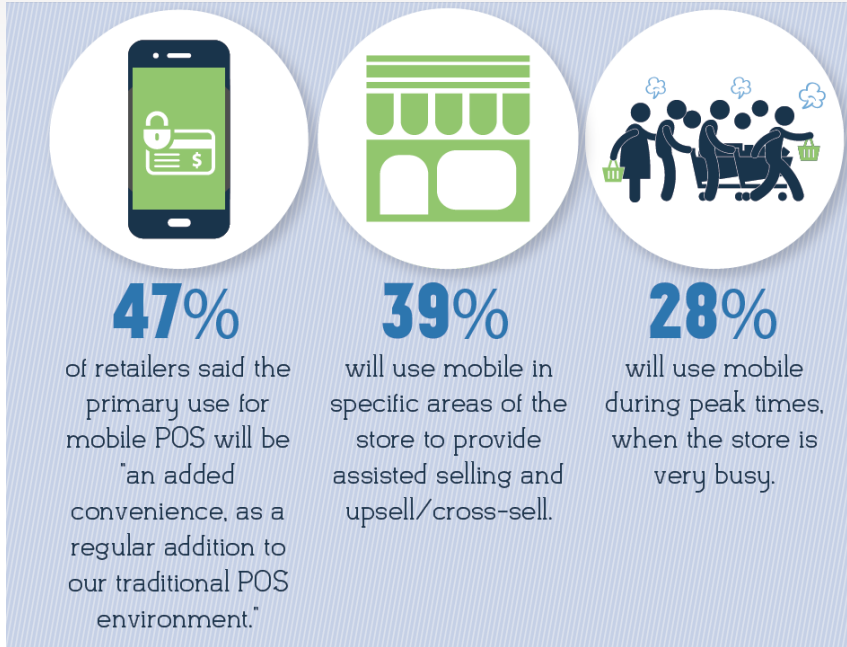 $
47%
of retailers said the
primary use for
mobile POS will be
"an added
convenience, as a
regular addition to
our traditional POS
environment."
39%
will use mobile in
specific areas of the
store to provide
assisted selling and
upsell/cross-sell.
28%
will use mobile
during peak times,
when the store is
very busy.